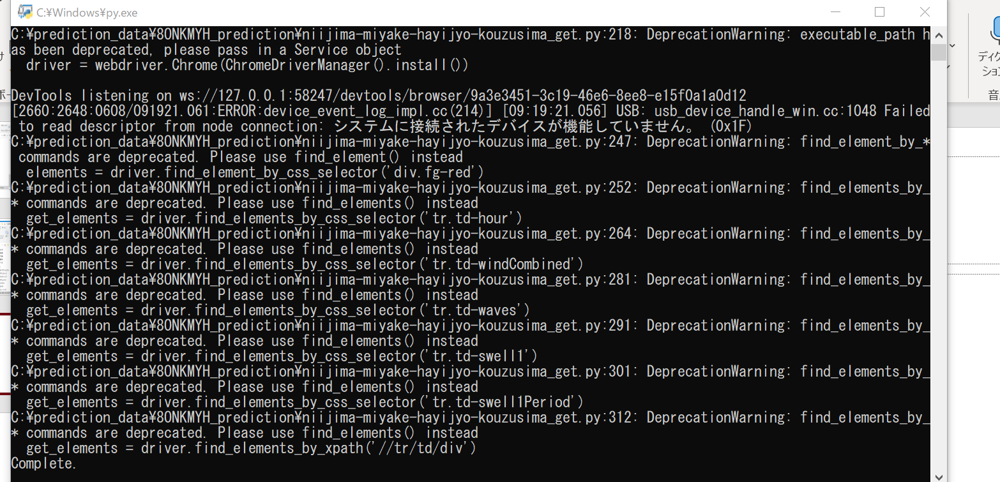 C:¥Windows¥py.exe
C:¥prediction_data¥8ONKMYH_prediction¥niijima-miyake-hayijyo-kouzusima_get.py:218: DeprecationWarning: executable_path h
as been deprecated, please pass in a Service object
  driver = webdriver.Chrome(ChromeDriverManager().install())
DevTools listening on ws://127.0.0.1:58247/devtools/browser/9a3e3451-3c19-46e6-8ee8-e15f0a1a0d12
[2660:2648:0608/091921.061:ERROR:device_event_log_impl.cc(214)] [09:19:21.056] USB: usb_device_handle_win.cc:1048 Failed
 to read descriptor from node connection: システムに接続されたデバイスが機能していません。 (0x1F)
C:¥prediction_data¥8ONKMYH_prediction¥niijima-miyake-hayijyo-kouzusima_get.py:247: DeprecationWarning: find_element_by_*
 commands are deprecated. Please use find_element() instead
  elements = driver.find_element_by_css_selector('div.fg-red')
C:¥prediction_data¥8ONKMYH_prediction¥niijima-miyake-hayijyo-kouzusima_get.py:252: DeprecationWarning: find_elements_by_
* commands are deprecated. Please use find_elements() instead
  get_elements = driver.find_elements_by_css_selector('tr.td-hour')
C:¥prediction_data¥8ONKMYH_prediction¥niijima-miyake-hayijyo-kouzusima_get.py:264: DeprecationWarning: find_elements_by_
* commands are deprecated. Please use find_elements() instead
  get_elements = driver.find_elements_by_css_selector('tr.td-windCombined')
C:¥prediction_data¥8ONKMYH_prediction¥niijima-miyake-hayijyo-kouzusima_get.py:281: DeprecationWarning: find_elements_by_
* commands are deprecated. Please use find_elements() instead
  get_elements = driver.find_elements_by_css_selector('tr.td-waves')
C:¥prediction_data¥8ONKMYH_prediction¥niijima-miyake-hayijyo-kouzusima_get.py:291: DeprecationWarning: find_elements_by_
* commands are deprecated. Please use find_elements() instead
  get_elements = driver.find_elements_by_css_selector('tr.td-swell1')
C:¥prediction_data¥8ONKMYH_prediction¥niijima-miyake-hayijyo-kouzusima_get.py:301: DeprecationWarning: find_elements_by_
* commands are deprecated. Please use find_elements() instead
  get_elements = driver.find_elements_by_css_selector('tr.td-swell1Period')
C:¥prediction_data¥8ONKMYH_prediction¥niijima-miyake-hayijyo-kouzusima_get.py:312: DeprecationWarning: find_elements_by_
* commands are deprecated. Please use find_elements() instead
  get_elements = driver.find_elements_by_xpath('//tr/td/div')
Complete.
ディク
ション
音